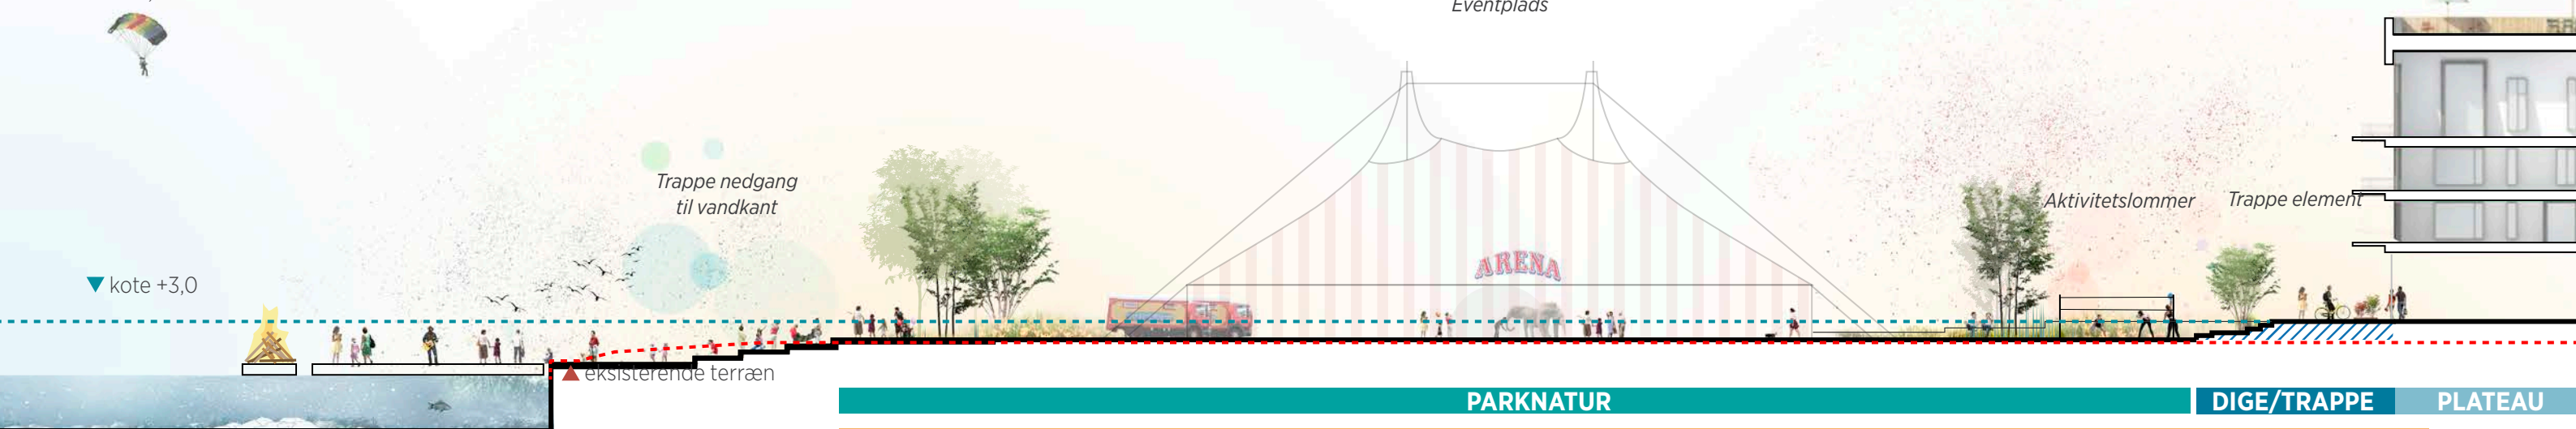 Eventplads
Trappe nedgang
til vandkant
Aktivitetslommer
Trappe element
ARENA
kote +3,0
eksisterende terræn
PARKNATUR
DIGE/TRAPPE
PLATEAU